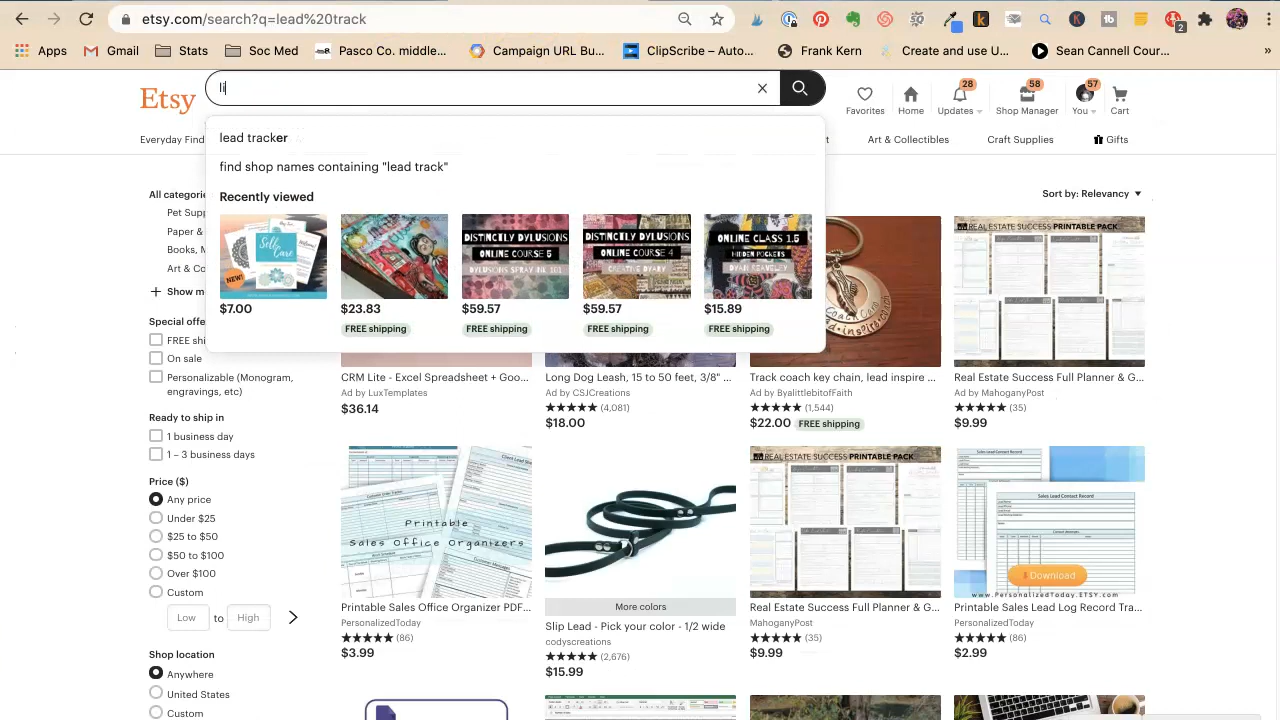 etsy.com/search?q=lead%20track
2
Apps
Gmail
Stats
Soc Med
Pasco Co. middle...
Campaign URL Bu...
ClipScribe – Auto...
Frank Kern
Create and use U...
Sean Cannell Cour...
»
Etsy
li
28
58
57
Favorites
Home
Updates
Shop Manager
You
Cart
Everyday Find
Art & Collectibles
Craft Supplies
Gifts
lead tracker
find shop names containing "lead track"
Recently viewed
$7.00
$23.83
FREE shipping
DISTINCTLY DYLUSIONS
ONLINE COURSE 5
DYLUSIONS SPRAY INK 101
$59.57
FREE shipping
DISTINCTLY DYLUSIONS
ONLINE COURSE 4
CREATIVE DYARY
$59.57
FREE shipping
ONLINE CLASS 1.5
HIDDEN POCKETS
DYAN REAVELEY
$15.89
FREE shipping
All categorie
Pet Supp
Paper &
Books, M
Art & Co
Show m
Special offe
FREE shi
On sale
Personalizable (Monogram,
engravings, etc)
Ready to ship in
1 business day
1 – 3 business days
Price ($)
Any price
Under $25
$50 to $100
Over $100
Custom
Low
to
High
Shop location
Anywhere
United States
Custom
Sort by: Relevancy
CRM Lite - Excel Spreadsheet + Goo...
Ad by LuxTemplates
$36.14
Long Dog Leash, 15 to 50 feet, 3/8" ...
Ad by CSJCreations
(4,081)
$18.00
Track coach key chain, lead inspire ...
Ad by ByalittlebitofFaith
(1,544)
$22.00 FREE shipping
REAL ESTATE SUCCESS PRINTABLE PACK
Real Estate Success Full Planner & G...
Ad by MahoganyPost
(35)
$9.99
Printable
Sales Office Organizers
Printable Sales Office Organizer PDF...
PersonalizedToday
(86)
$3.99
More colors
Slip Lead - Pick your color - 1/2 wide
codyscreations
(2,676)
$15.99
REAL ESTATE SUCCESS PRINTABLE PACK
Real Estate Success Full Planner & G...
MahoganyPost
(35)
$9.99
Sales Lead Contact Record
Download
www.PersonalizedToday.ETSY.com
Printable Sales Lead Log Record Tra...
PersonalizedToday
(86)
$2.99